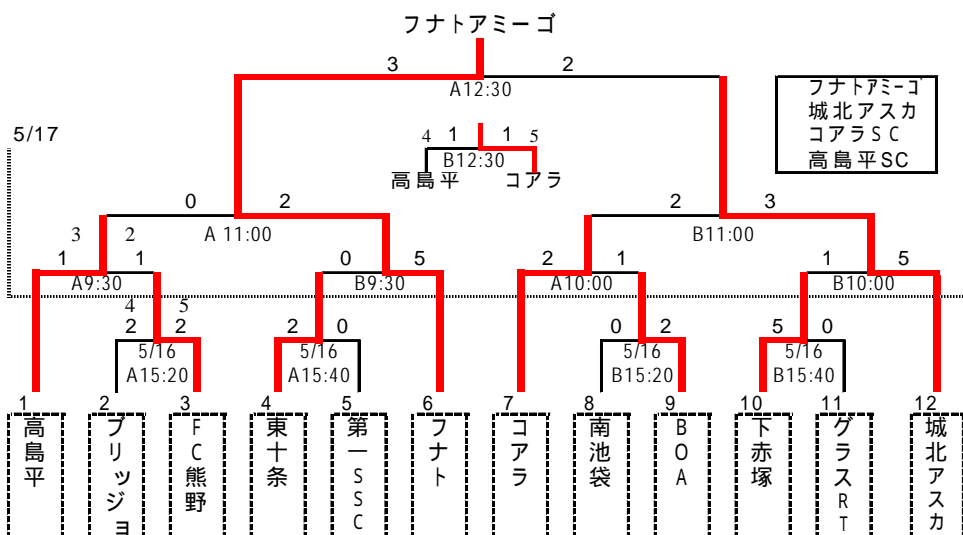 フナトアミーゴ
3 2
A12:30
フナトアミーゴ
城北アスカ
コアラSC
高島平SC
5/17
4 1 1 5
B12:30
高島平 コアラ
0 2
A 11:00
2 3
B11:00
3 2
1 1
A9:30
0 5
B9:30
2 1
A10:00
1 5
B10:00
4 5
2 2
5/16
A15:20
2 0
5/16
A15:40
0 2
5/16
B15:20
5 0
5/16
B15:40
1 2 3 4 5 6 7 8 9 10 11 12
高島平
ブリッジョ
FC熊野
東十条
第一SSC
フナト
コアラ
南池袋
BOA
下赤塚
グラスRT
城北アスカ